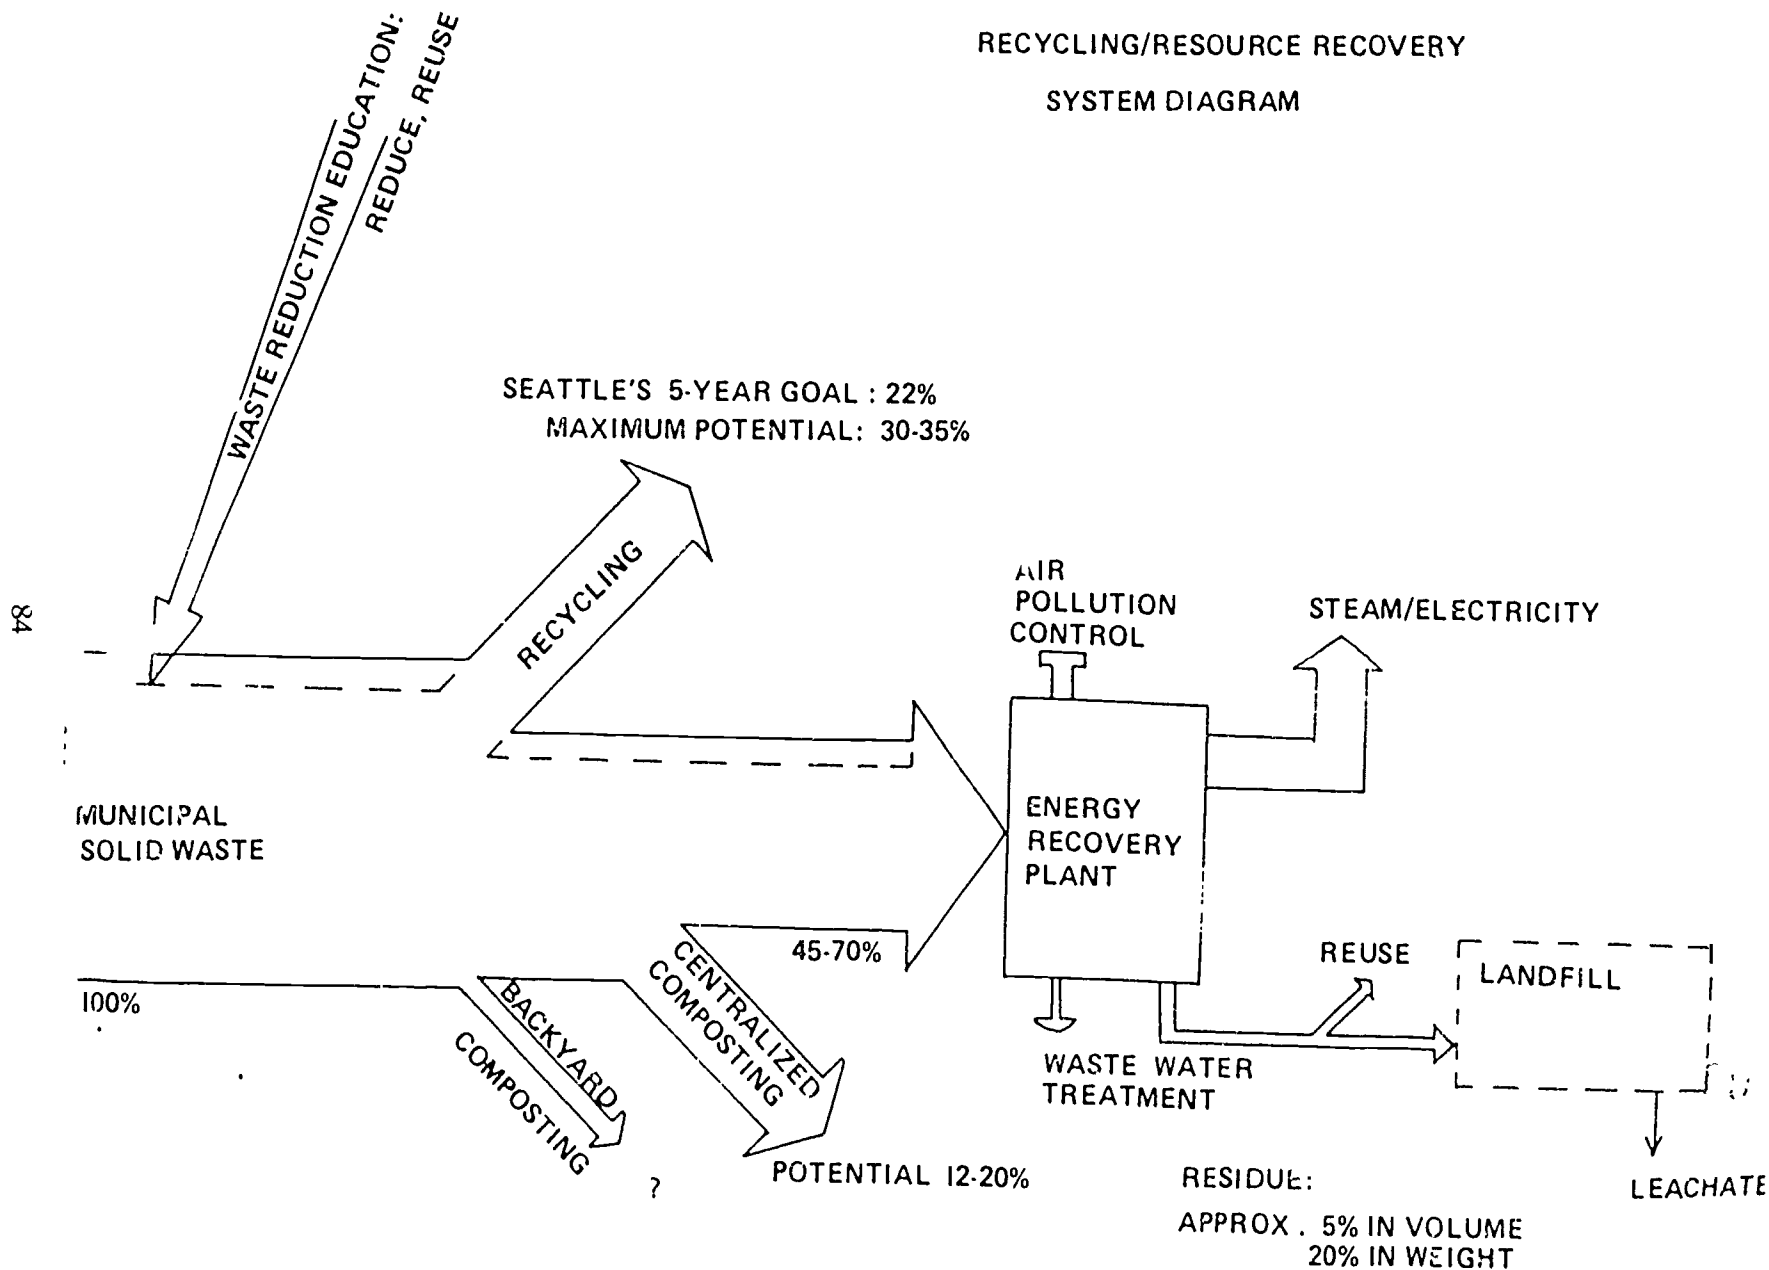 RECYCLING/RESOURCE RECOVERY
SYSTEM DIAGRAM
WASTE REDUCTION EDUCATION:
REDUCE, REUSE
SEATTLE'S 5-YEAR GOAL : 22%
MAXIMUM POTENTIAL: 30-35%
RECYCLING
AIR
POLLUTION
CONTROL
STEAM/ELECTRICITY
84
MUNICIPAL
SOLID WASTE
ENERGY
RECOVERY
PLANT
45-70%
100%
BACKYARD
COMPOSTING
?
CENTRALIZED
COMPOSTING
POTENTIAL 12-20%
WASTE WATER
TREATMENT
REUSE
LANDFILL
LEACHATE
RESIDUE:
APPROX. 5% IN VOLUME
20% IN WEIGHT